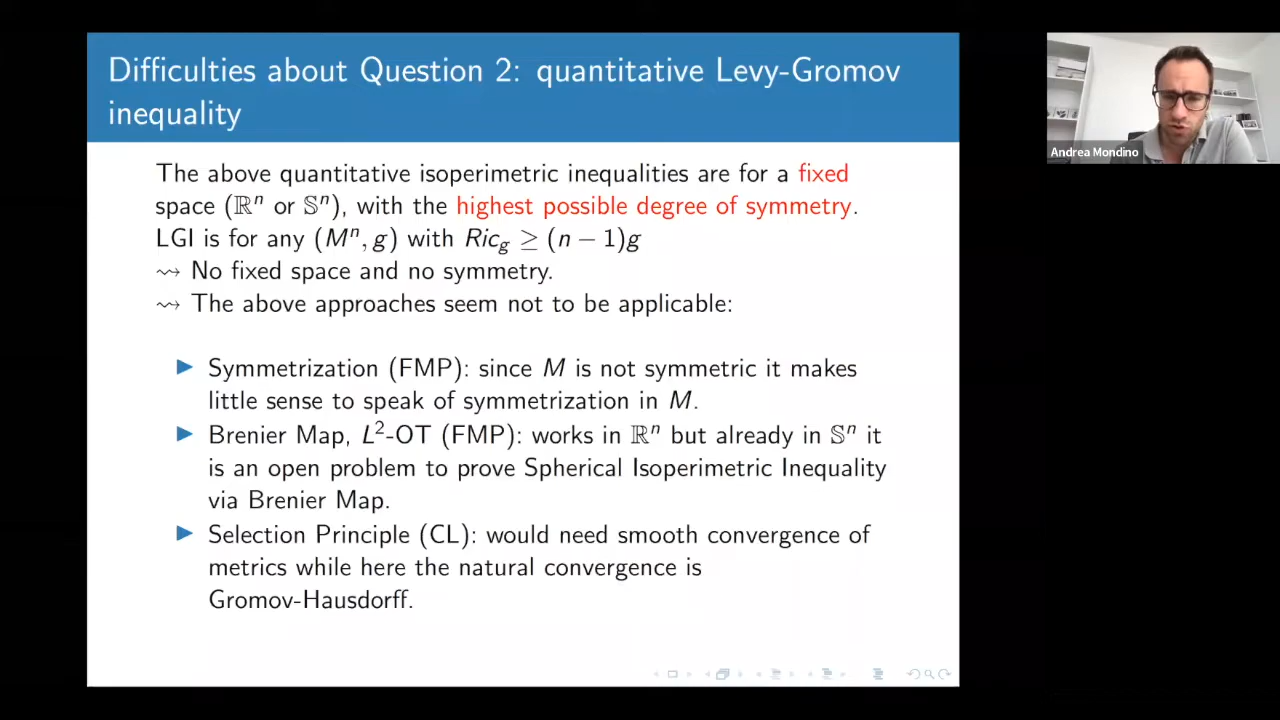 Difficulties about Question 2: quantitative Levy-Gromov
inequality
The above quantitative isoperimetric inequalities are for a fixed
space (ℝⁿ or 𝕊ⁿ), with the highest possible degree of symmetry.
LGI is for any (Mⁿ, g) with Ric_g ≥ (n − 1)g
⇝ No fixed space and no symmetry.
⇝ The above approaches seem not to be applicable:
▶ Symmetrization (FMP): since M is not symmetric it makes
little sense to speak of symmetrization in M.
▶ Brenier Map, L²-OT (FMP): works in ℝⁿ but already in 𝕊ⁿ it
is an open problem to prove Spherical Isoperimetric Inequality
via Brenier Map.
▶ Selection Principle (CL): would need smooth convergence of
metrics while here the natural convergence is
Gromov-Hausdorff.
Andrea Mondino